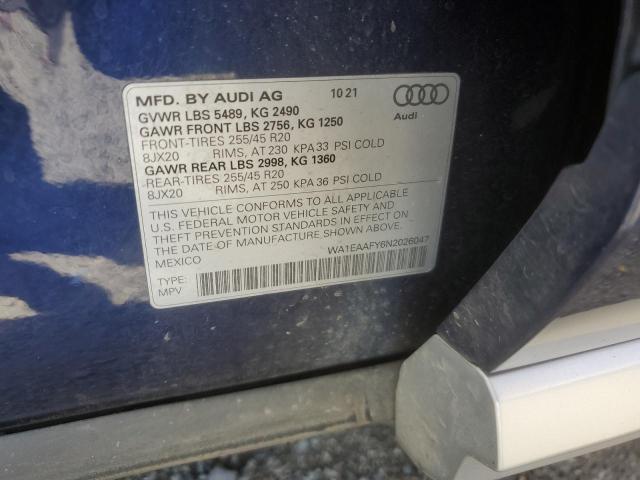 MFD. BY AUDI AG 10 21
GVWR LBS 5489, KG 2490
GAWR FRONT LBS 2756, KG 1250
FRONT-TIRES 255/45 R20
8JX20 RIMS, AT 230 KPA 33 PSI COLD
GAWR REAR LBS 2998, KG 1360
REAR-TIRES 255/45 R20
8JX20 RIMS, AT 250 KPA 36 PSI COLD
Audi
THIS VEHICLE CONFORMS TO ALL APPLICABLE
U.S. FEDERAL MOTOR VEHICLE SAFETY AND
THEFT PREVENTION STANDARDS IN EFFECT ON
THE DATE OF MANUFACTURE SHOWN ABOVE.
MEXICO WA1EAAFY6N2026047
TYPE:
MPV